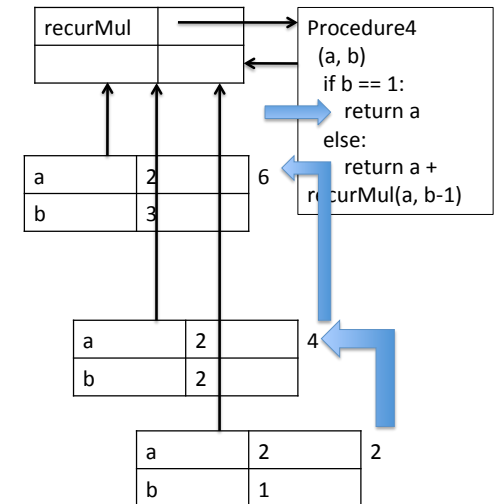 recurMul
Procedure4
(a, b)
if b == 1:
return a
else:
return a +
recurMul(a, b-1)
a 2 6
b 3
a 2 4
b 2
a 2 2
b 1